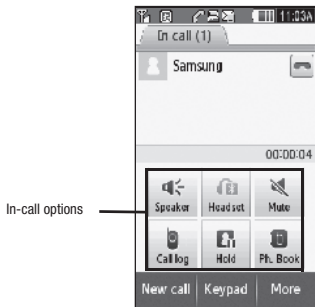 11:03A
In call (1)
Samsung
00:00:04
In-call options
Speaker Headset Mute
Call log Hold Ph. Book
New call Keypad More